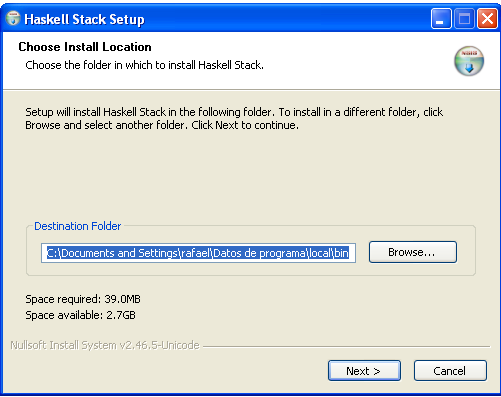 Haskell Stack Setup
Choose Install Location
Choose the folder in which to install Haskell Stack.
Setup will install Haskell Stack in the following folder. To install in a different folder, click
Browse and select another folder. Click Next to continue.
Destination Folder
C:\Documents and Settings\rafael\Datos de programa\local\bin
Browse...
Space required: 39.0MB
Space available: 2.7GB
Nullsoft Install System v2.46.5-Unicode
Next >
Cancel